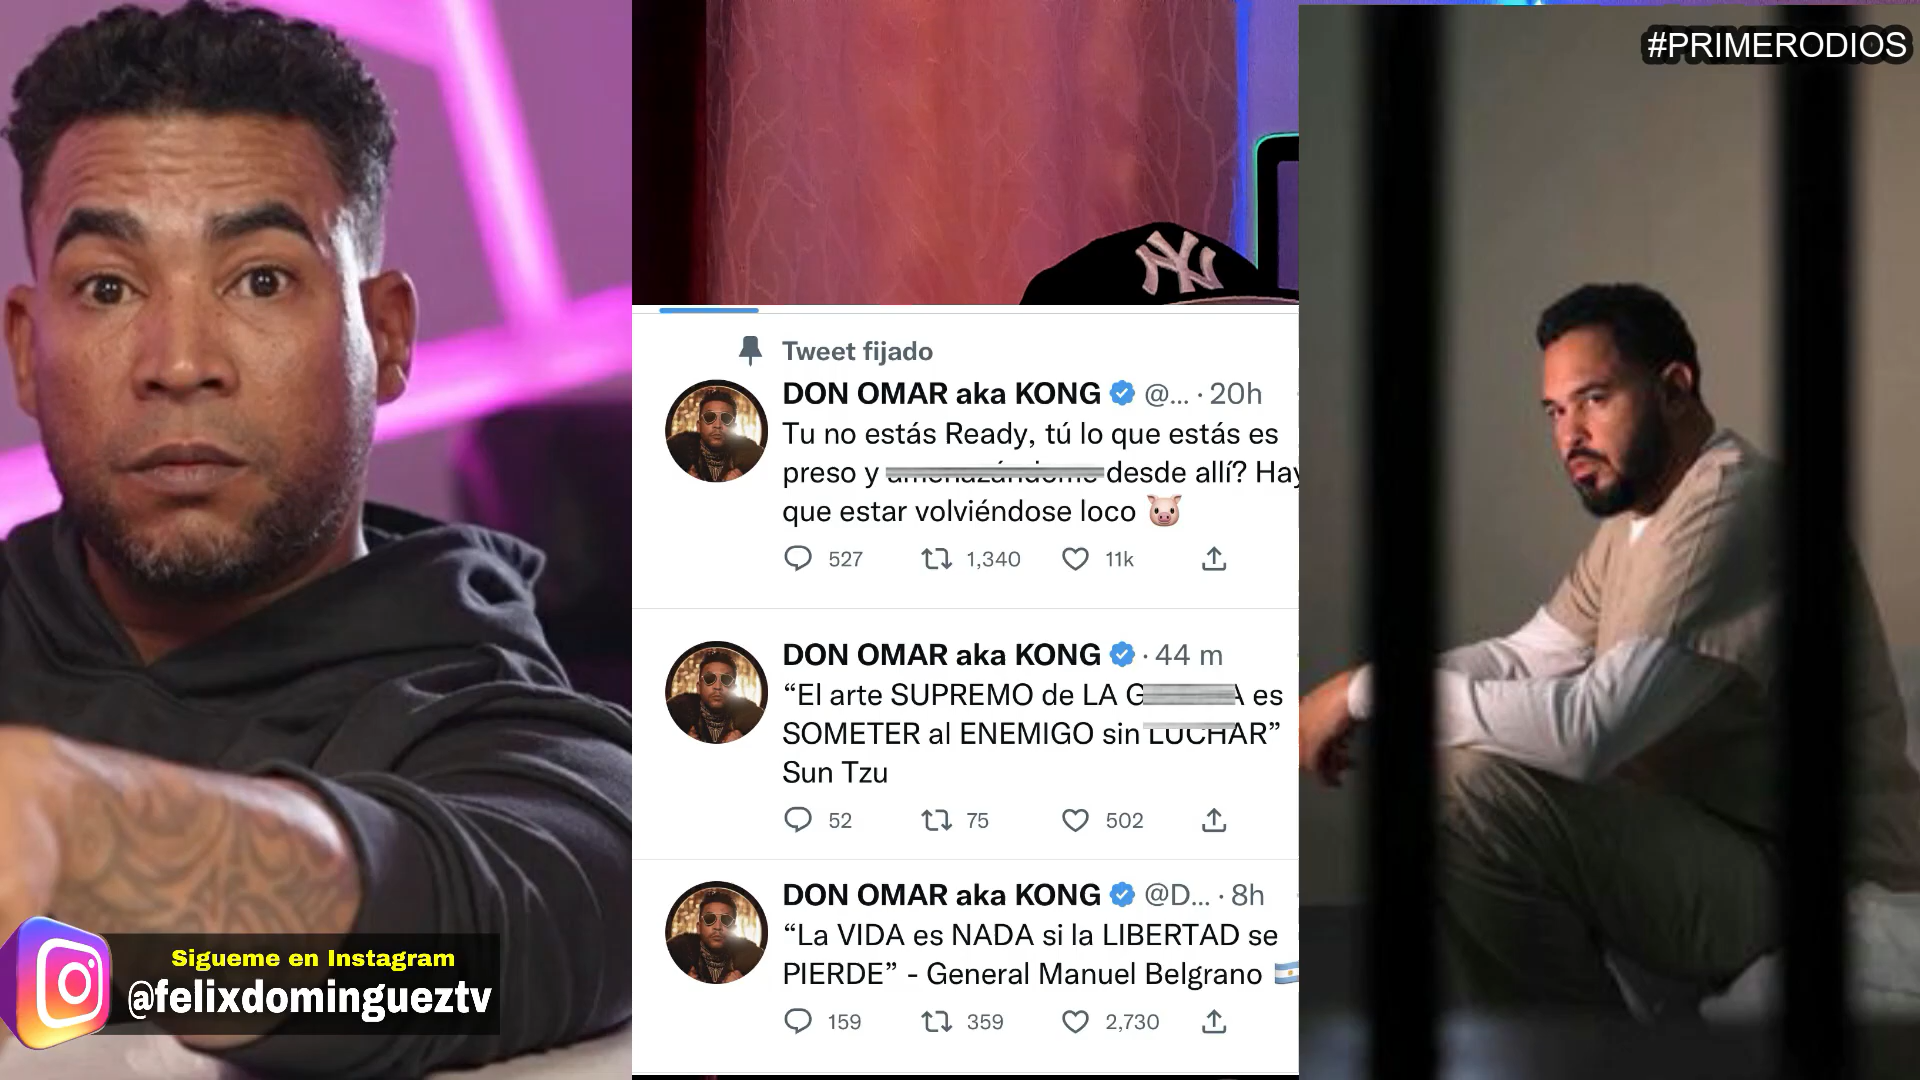 #PRIMERODIOS
NY
Tweet fijado
DON OMAR aka KONG @... · 20h
Tu no estás Ready, tú lo que estás es
preso y desde allí? Hay
que estar volviéndose loco 🐷
527 1,340 11k
DON OMAR aka KONG · 44 m
“El arte SUPREMO de LA es
SOMETER al ENEMIGO sin LUCHAR”
Sun Tzu
52 75 502
DON OMAR aka KONG @D... · 8h
“La VIDA es NADA si la LIBERTAD se
PIERDE” - General Manuel Belgrano 🇦🇷
159 359 2,730
Sigueme en Instagram
@felixdomingueztv